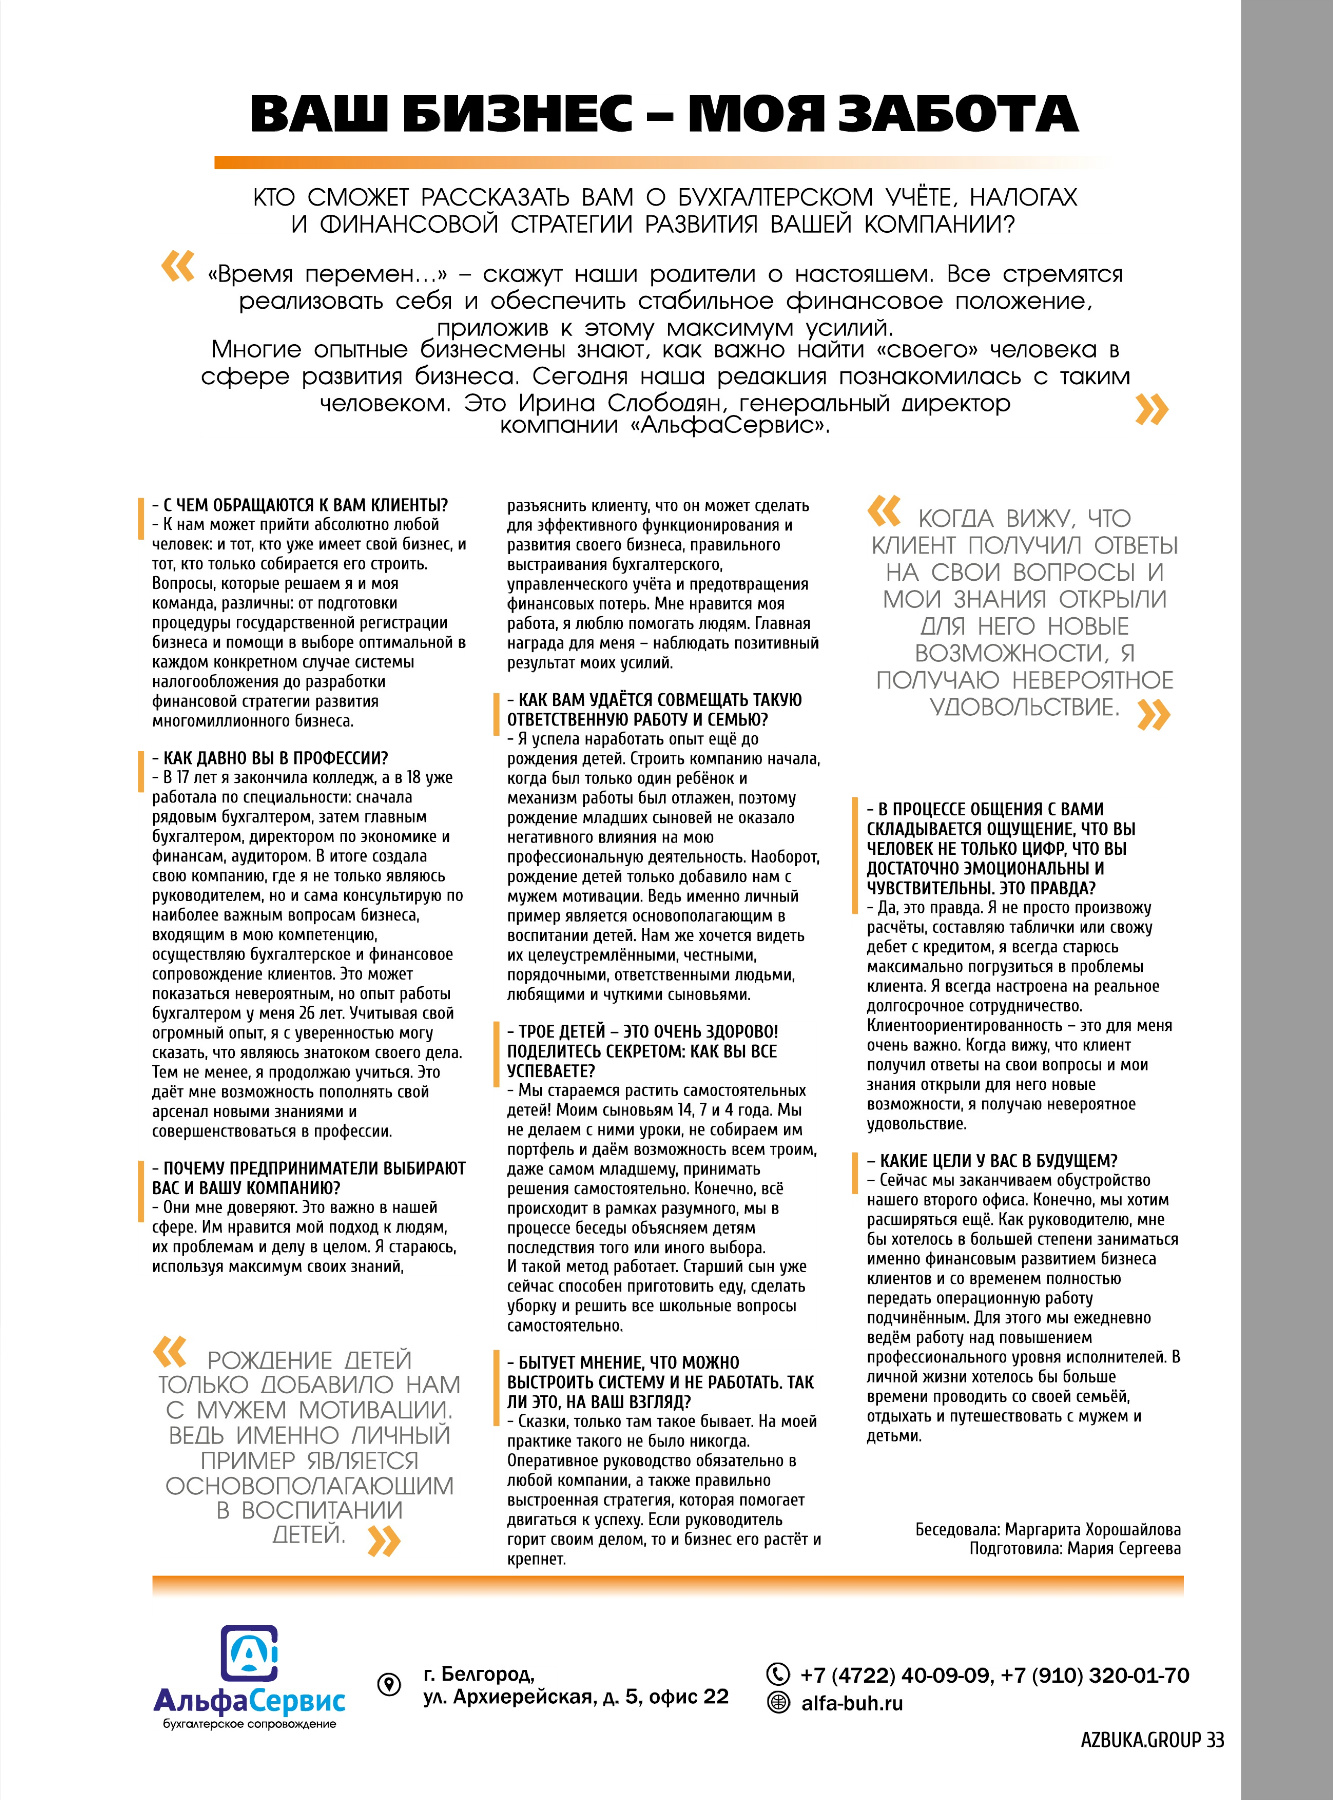 ВАШ БИЗНЕС – МОЯ ЗАБОТА
КТО СМОЖЕТ РАССКАЗАТЬ ВАМ О БУХГАЛТЕРСКОМ УЧЁТЕ, НАЛОГАХ
И ФИНАНСОВОЙ СТРАТЕГИИ РАЗВИТИЯ ВАШЕЙ КОМПАНИИ?
« «Время перемен...» – скажут наши родители о настоящем. Все стремятся
реализовать себя и обеспечить стабильное финансовое положение,
приложив к этому максимум усилий.
Многие опытные бизнесмены знают, как важно найти «своего» человека в
сфере развития бизнеса. Сегодня наша редакция познакомилась с таким
человеком. Это Ирина Слободян, генеральный директор
компании «АльфаСервис». »
- С ЧЕМ ОБРАЩАЮТСЯ К ВАМ КЛИЕНТЫ?
- К нам может прийти абсолютно любой
человек: и тот, кто уже имеет свой бизнес, и
тот, кто только собирается его строить.
Вопросы, которые решаем я и моя
команда, различны: от подготовки
процедуры государственной регистрации
бизнеса и помощи в выборе оптимальной в
каждом конкретном случае системы
налогообложения до разработки
финансовой стратегии развития
многомиллионного бизнеса.
- КАК ДАВНО ВЫ В ПРОФЕССИИ?
- В 17 лет я закончила колледж, а в 18 уже
работала по специальности: сначала
рядовым бухгалтером, затем главным
бухгалтером, директором по экономике и
финансам, аудитором. В итоге создала
свою компанию, где я не только являюсь
руководителем, но и сама консультирую по
наиболее важным вопросам бизнеса,
входящим в мою компетенцию,
осуществляю бухгалтерское и финансовое
сопровождение клиентов. Это может
показаться невероятным, но опыт работы
бухгалтером у меня 26 лет. Учитывая свой
огромный опыт, я с уверенностью могу
сказать, что являюсь знатоком своего дела.
Тем не менее, я продолжаю учиться. Это
даёт мне возможность пополнять свой
арсенал новыми знаниями и
совершенствоваться в профессии.
- ПОЧЕМУ ПРЕДПРИНИМАТЕЛИ ВЫБИРАЮТ
ВАС И ВАШУ КОМПАНИЮ?
- Они мне доверяют. Это важно в нашей
сфере. Им нравится мой подход к людям,
их проблемам и делу в целом. Я стараюсь,
используя максимум своих знаний,
« РОЖДЕНИЕ ДЕТЕЙ
ТОЛЬКО ДОБАВИЛО НАМ
С МУЖЕМ МОТИВАЦИИ.
ВЕДЬ ИМЕННО ЛИЧНЫЙ
ПРИМЕР ЯВЛЯЕТСЯ
ОСНОВОПОЛАГАЮЩИМ
В ВОСПИТАНИИ
ДЕТЕЙ. »
разъяснить клиенту, что он может сделать
для эффективного функционирования и
развития своего бизнеса, правильного
выстраивания бухгалтерского,
управленческого учёта и предотвращения
финансовых потерь. Мне нравится моя
работа, я люблю помогать людям. Главная
награда для меня – наблюдать позитивный
результат моих усилий.
- КАК ВАМ УДАЁТСЯ СОВМЕЩАТЬ ТАКУЮ
ОТВЕТСТВЕННУЮ РАБОТУ И СЕМЬЮ?
- Я успела наработать опыт ещё до
рождения детей. Строить компанию начала,
когда был только один ребёнок и
механизм работы был отлажен, поэтому
рождение младших сыновей не оказало
негативного влияния на мою
профессиональную деятельность. Наоборот,
рождение детей только добавило нам с
мужем мотивации. Ведь именно личный
пример является основополагающим в
воспитании детей. Нам же хочется видеть
их целеустремлёнными, честными,
порядочными, ответственными людьми,
любящими и чуткими сыновьями.
- ТРОЕ ДЕТЕЙ – ЭТО ОЧЕНЬ ЗДОРОВО!
ПОДЕЛИТЕСЬ СЕКРЕТОМ: КАК ВЫ ВСЕ
УСПЕВАЕТЕ?
- Мы стараемся растить самостоятельных
детей! Моим сыновьям 14, 7 и 4 года. Мы
не делаем с ними уроки, не собираем им
портфель и даём возможность всем троим,
даже самом младшему, принимать
решения самостоятельно. Конечно, всё
происходит в рамках разумного, мы в
процессе беседы объясняем детям
последствия того или иного выбора.
И такой метод работает. Старший сын уже
сейчас способен приготовить еду, сделать
уборку и решить все школьные вопросы
самостоятельно.
- БЫТУЕТ МНЕНИЕ, ЧТО МОЖНО
ВЫСТРОИТЬ СИСТЕМУ И НЕ РАБОТАТЬ. ТАК
ЛИ ЭТО, НА ВАШ ВЗГЛЯД?
- Сказки, только там такое бывает. На моей
практике такого не было никогда.
Оперативное руководство обязательно в
любой компании, а также правильно
выстроенная стратегия, которая помогает
двигаться к успеху. Если руководитель
горит своим делом, то и бизнес его растёт и
крепнет.
« КОГДА ВИЖУ, ЧТО
КЛИЕНТ ПОЛУЧИЛ ОТВЕТЫ
НА СВОИ ВОПРОСЫ И
МОИ ЗНАНИЯ ОТКРЫЛИ
ДЛЯ НЕГО НОВЫЕ
ВОЗМОЖНОСТИ, Я
ПОЛУЧАЮ НЕВЕРОЯТНОЕ
УДОВОЛЬСТВИЕ. »
- В ПРОЦЕССЕ ОБЩЕНИЯ С ВАМИ
СКЛАДЫВАЕТСЯ ОЩУЩЕНИЕ, ЧТО ВЫ
ЧЕЛОВЕК НЕ ТОЛЬКО ЦИФР, ЧТО ВЫ
ДОСТАТОЧНО ЭМОЦИОНАЛЬНЫ И
ЧУВСТВИТЕЛЬНЫ. ЭТО ПРАВДА?
- Да, это правда. Я не просто произвожу
расчёты, составляю таблички или свожу
дебет с кредитом, я всегда стараюсь
максимально погрузиться в проблемы
клиента. Я всегда настроена на реальное
долгосрочное сотрудничество.
Клиентоориентированность – это для меня
очень важно. Когда вижу, что клиент
получил ответы на свои вопросы и мои
знания открыли для него новые
возможности, я получаю невероятное
удовольствие.
– КАКИЕ ЦЕЛИ У ВАС В БУДУЩЕМ?
– Сейчас мы заканчиваем обустройство
нашего второго офиса. Конечно, мы хотим
расширяться ещё. Как руководителю, мне
бы хотелось в большей степени заниматься
именно финансовым развитием бизнеса
клиентов и со временем полностью
передать операционную работу
подчинённым. Для этого мы ежедневно
ведём работу над повышением
профессионального уровня исполнителей. В
личной жизни хотелось бы больше
времени проводить со своей семьёй,
отдыхать и путешествовать с мужем и
детьми.
Беседовала: Маргарита Хорошайлова
Подготовила: Мария Сергеева
АльфаСервис
бухгалтерское сопровождение
г. Белгород,
ул. Архиерейская, д. 5, офис 22
+7 (4722) 40-09-09, +7 (910) 320-01-70
alfa-buh.ru
AZBUKA.GROUP 33